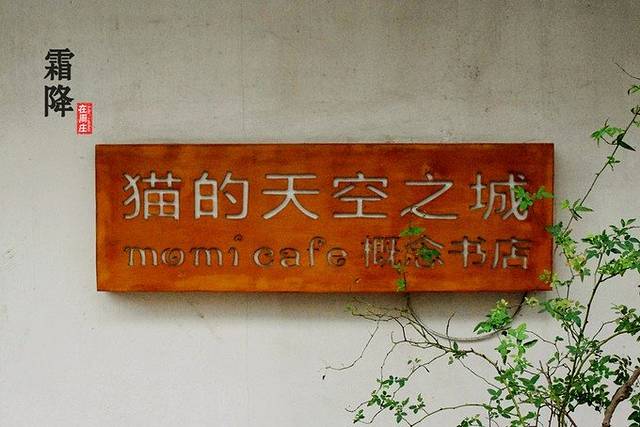 霜降
在周庄
猫的天空之城
momi cafe 概念书店